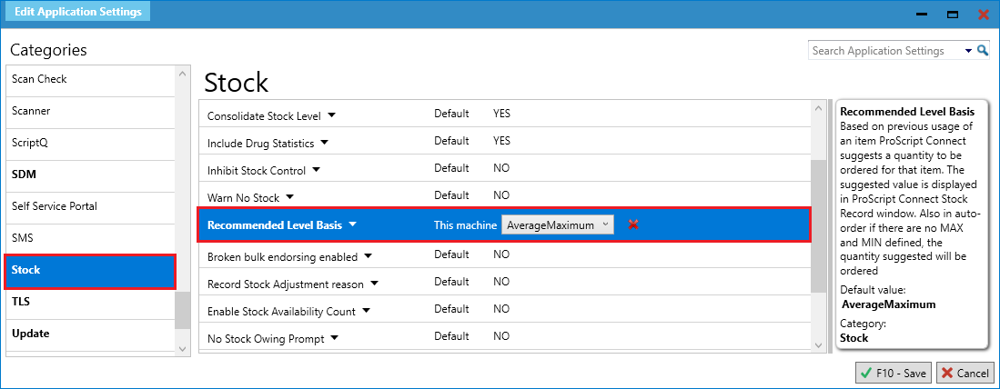 Edit Application Settings
Categories
Search Application Settings
Scan Check
Scanner
ScriptQ
SDM
Self Service Portal
SMS
Stock
TLS
Update
Stock
Consolidate Stock Level Default YES
Include Drug Statistics Default YES
Inhibit Stock Control Default NO
Warn No Stock Default NO
Recommended Level Basis This machine AverageMaximum
Broken bulk endorsing enabled Default NO
Record Stock Adjustment reason Default NO
Enable Stock Availability Count Default NO
No Stock Owing Prompt Default NO
Recommended Level Basis
Based on previous usage of
an item ProScript Connect
suggests a quantity to be
ordered for that item. The
suggested value is displayed
in ProScript Connect Stock
Record window. Also in auto-
order if there are no MAX
and MIN defined, the
quantity suggested will be
ordered
Default value:
AverageMaximum
Category:
Stock
F10 - Save
Cancel